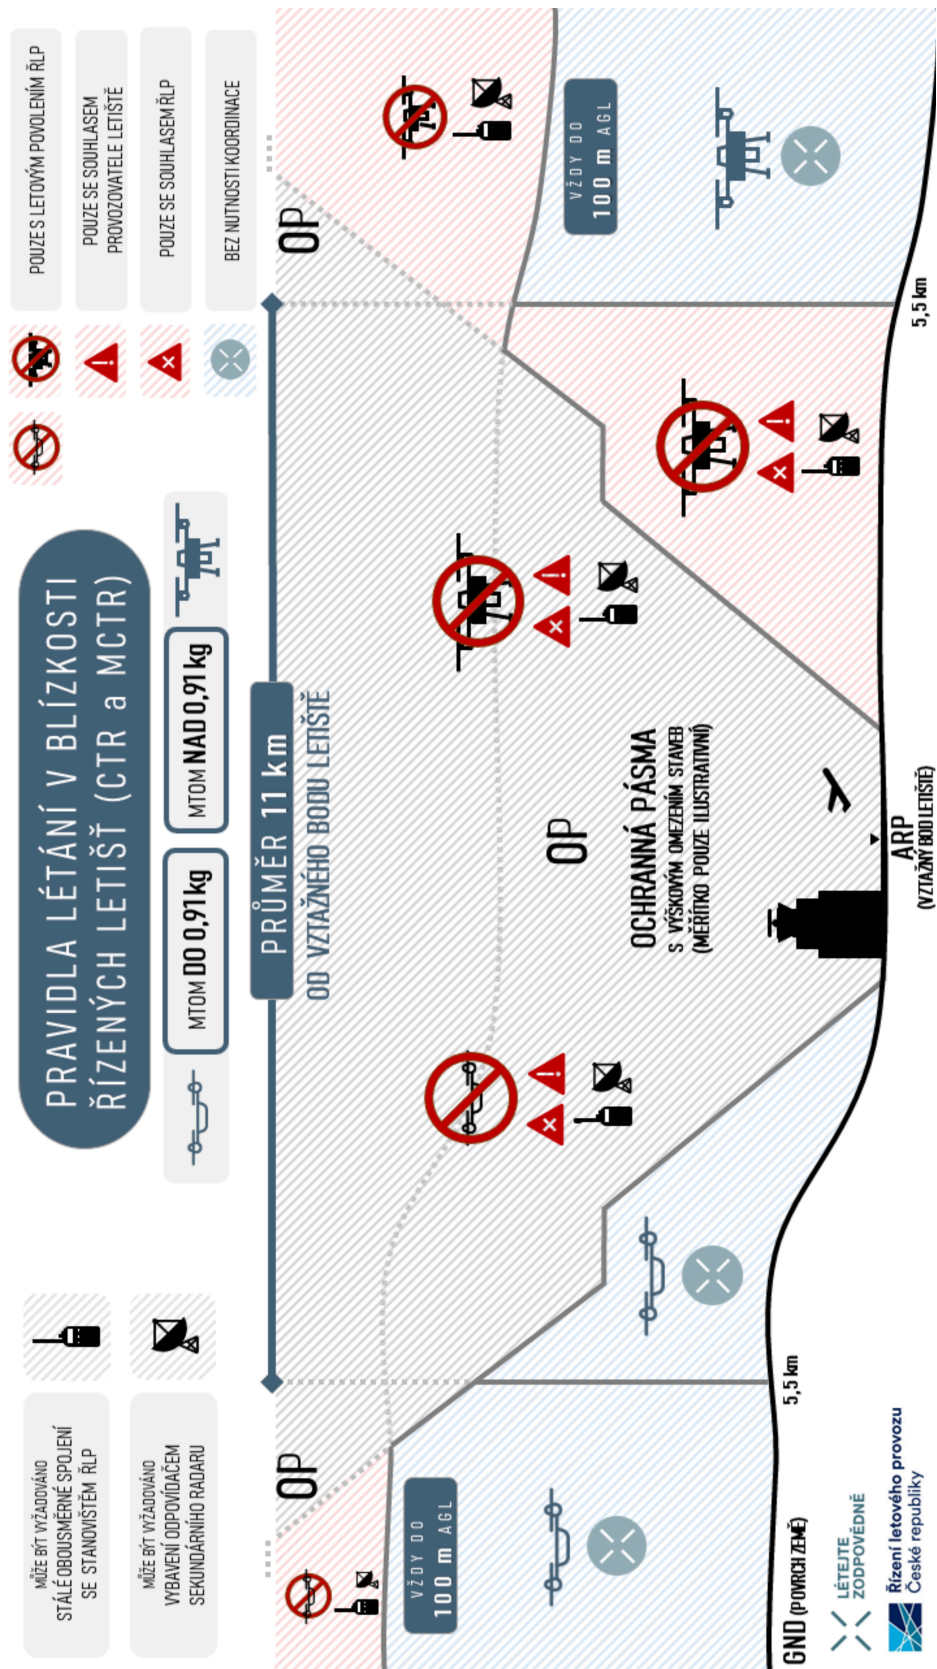 MŮŽE BÝT VYŽADOVÁNO
STÁLÉ OBOUSMĚRNÉ SPOJENÍ
SE STANOVIŠTĚM ŘLP
MŮŽE BÝT VYŽADOVÁNO
VYBAVENÍ ODPOVÍDAČEM
SEKUNDÁRNÍHO RADARU
PRAVIDLA LÉTÁNÍ V BLÍZKOSTI
ŘÍZENÝCH LETIŠŤ (CTR a MCTR)
MTOM DO 0,91 kg
MTOM NAD 0,91 kg
POUZE S LETOVÝM POVOLENÍM ŘLP
POUZE SE SOUHLASEM
PROVOZOVATELE LETIŠTĚ
POUZE SE SOUHLASEM ŘLP
BEZ NUTNOSTI KOORDINACE
PRŮMĚR 11 km
OD VZTAŽNÉHO BODU LETIŠTĚ
OP
OP
VŽDY DO
100 m AGL
VŽDY DO
100 m AGL
OP
OCHRANNÁ PÁSMA
S VÝŠKOVÝM OMEZENÍM STAVEB
(MĚŘÍTKO POUZE ILUSTRATIVNÍ)
GND (POVRCH ZEMĚ)
5,5 km
ARP
(VZTAŽNÝ BOD LETIŠTĚ)
5,5 km
LÉTEJTE
ZODPOVĚDNĚ
Řízení letového provozu
České republiky